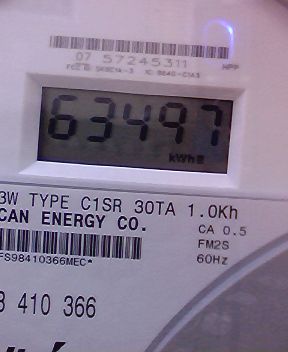 07 57245311
HPP
63497
kWh
3W TYPE C1SR 30TA 1.0Kh
CAN ENERGY CO.
CA 0.5
FM2S
60Hz
FS98410366MEC*
410 366